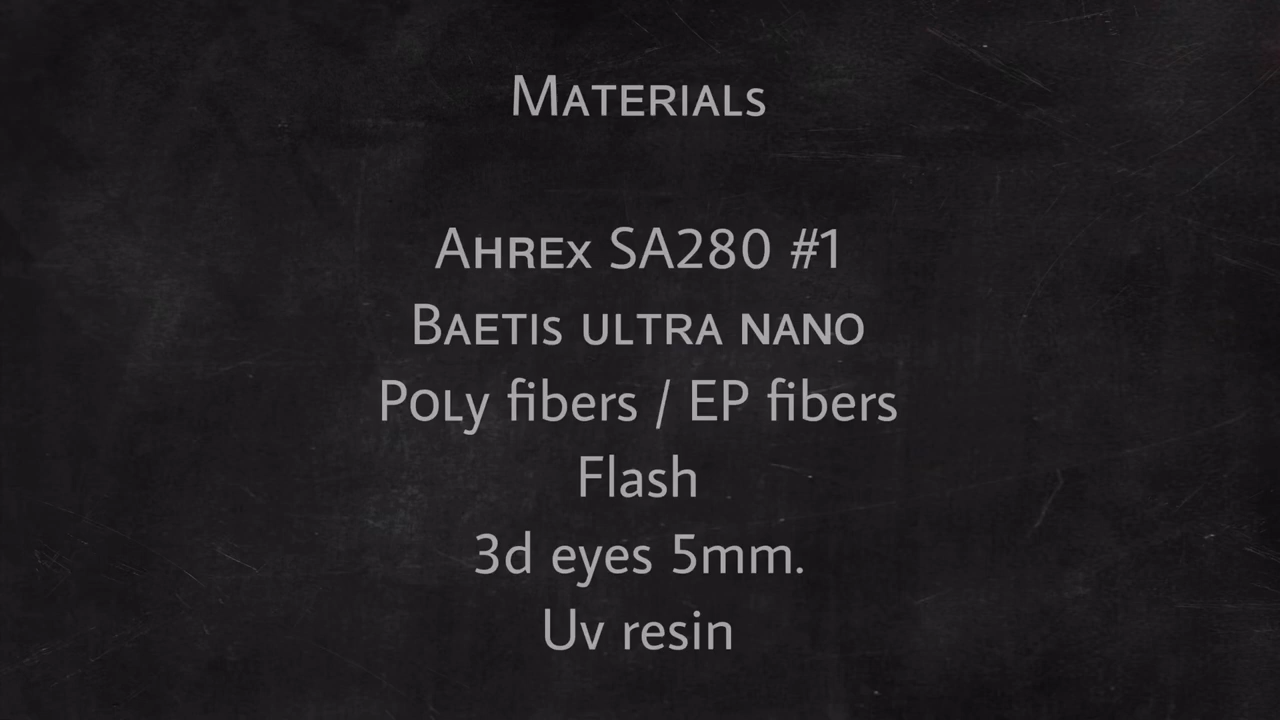 Materials
Ahrex SA280 #1
Baetis ultra nano
Poly fibers / EP fibers
Flash
3d eyes 5mm.
Uv resin